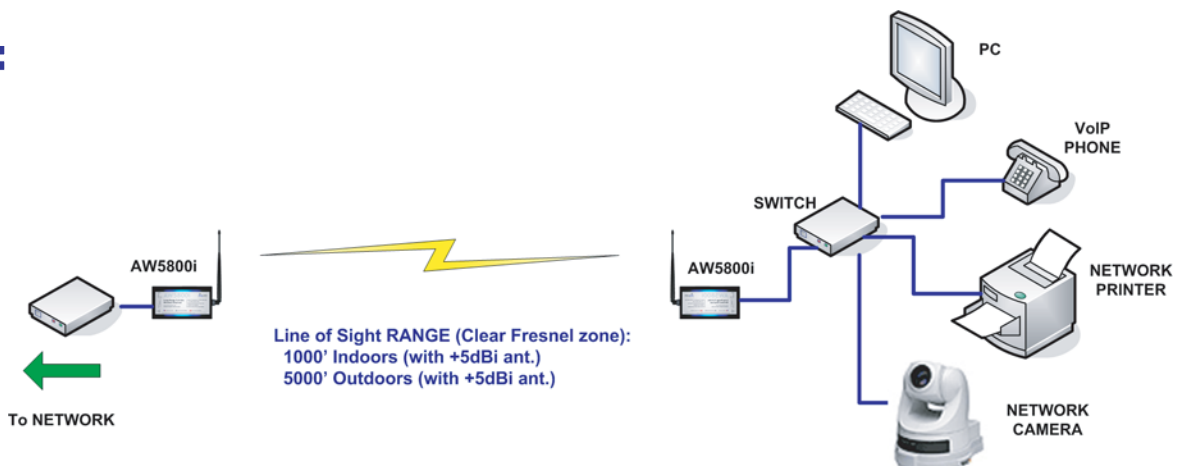 :
PC
VoIP
PHONE
SWITCH
AW5800i
AW5800i
NETWORK
PRINTER
Line of Sight RANGE (Clear Fresnel zone):
1000' Indoors (with +5dBi ant.)
5000' Outdoors (with +5dBi ant.)
To NETWORK
NETWORK
CAMERA